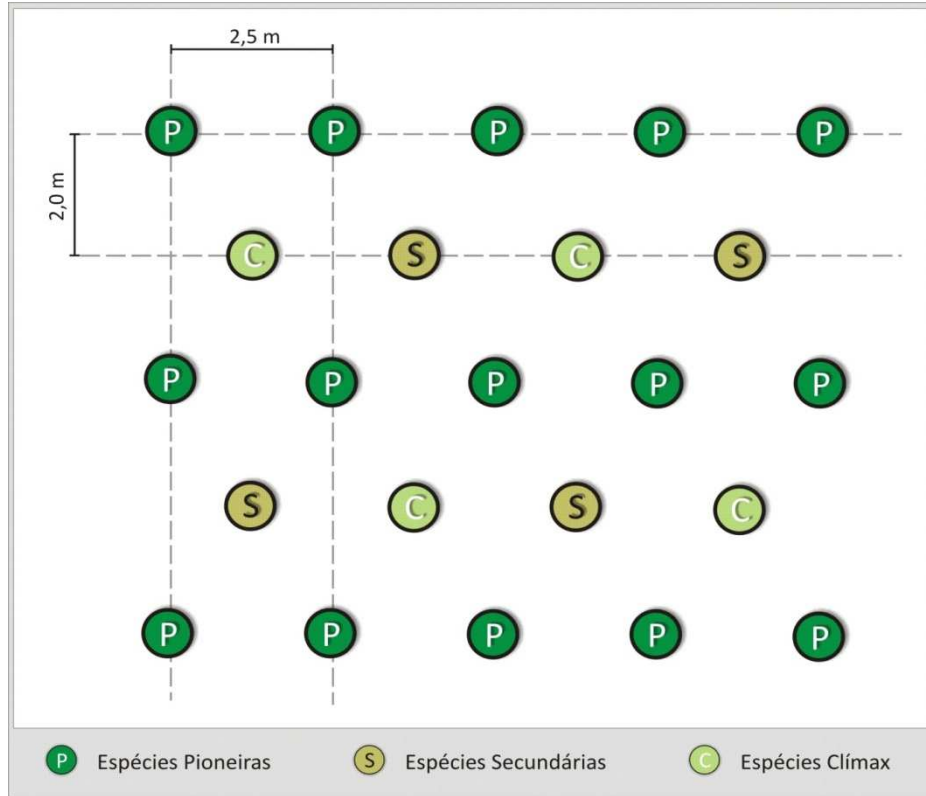 2,5 m
P P P P P
2,0 m
C S C S
P P P P P
S C S C
P P P P P
P Espécies Pioneiras S Espécies Secundárias C Espécies Clímax